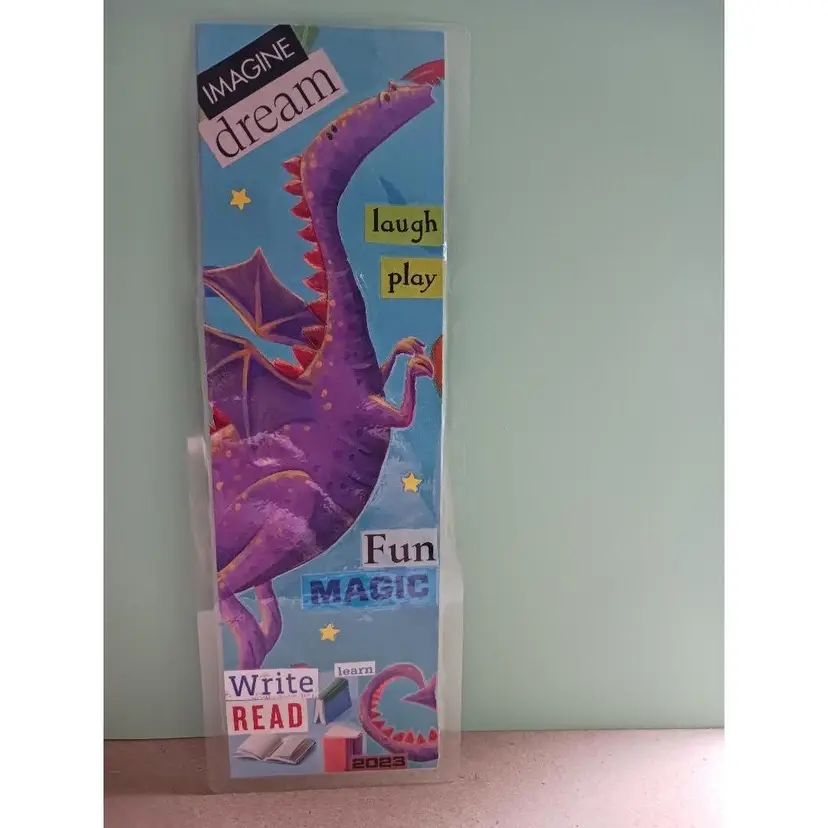 IMAGINE
dream
laugh
play
Fun
MAGIC
learn
Write
READ
2023